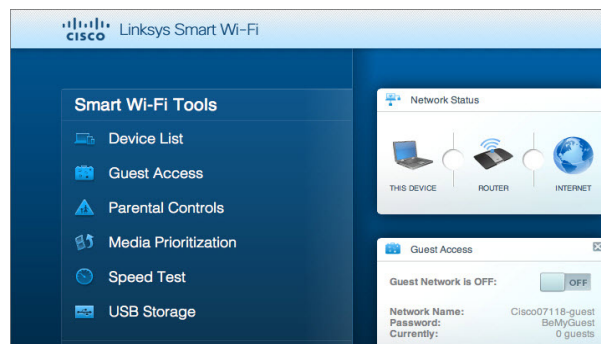 CISCO Linksys Smart Wi-Fi
Smart Wi-Fi Tools
Device List
Guest Access
Parental Controls
Media Prioritization
Speed Test
USB Storage
Network Status
THIS DEVICE ROUTER INTERNET
Guest Access
Guest Network is OFF: OFF
Network Name: Cisco07118-guest
Password: BeMyGuest
Currently: 0 guests